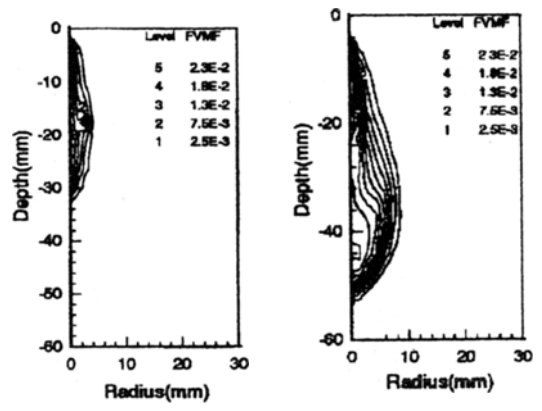 Level FVMF
5 2.3E-2
4 1.8E-2
3 1.3E-2
2 7.5E-3
1 2.5E-3
0
-10
-20
-30
-40
-50
-60
Depth(mm)
0 10 20 30
Radius(mm)
Level FVMF
5 2.3E-2
4 1.8E-2
3 1.3E-2
2 7.5E-3
1 2.5E-3
0
-20
-40
-60
Depth(mm)
0 10 20 30
Radius(mm)